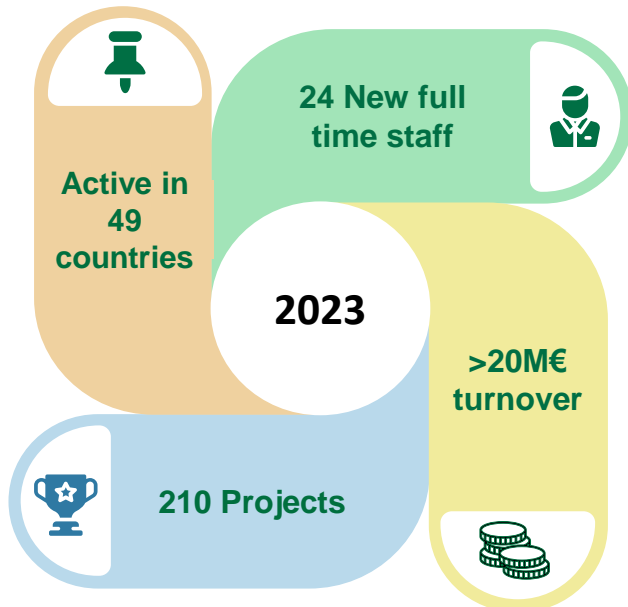 24 New full
time staff
Active in
49
countries
2023
>20M€
turnover
210 Projects